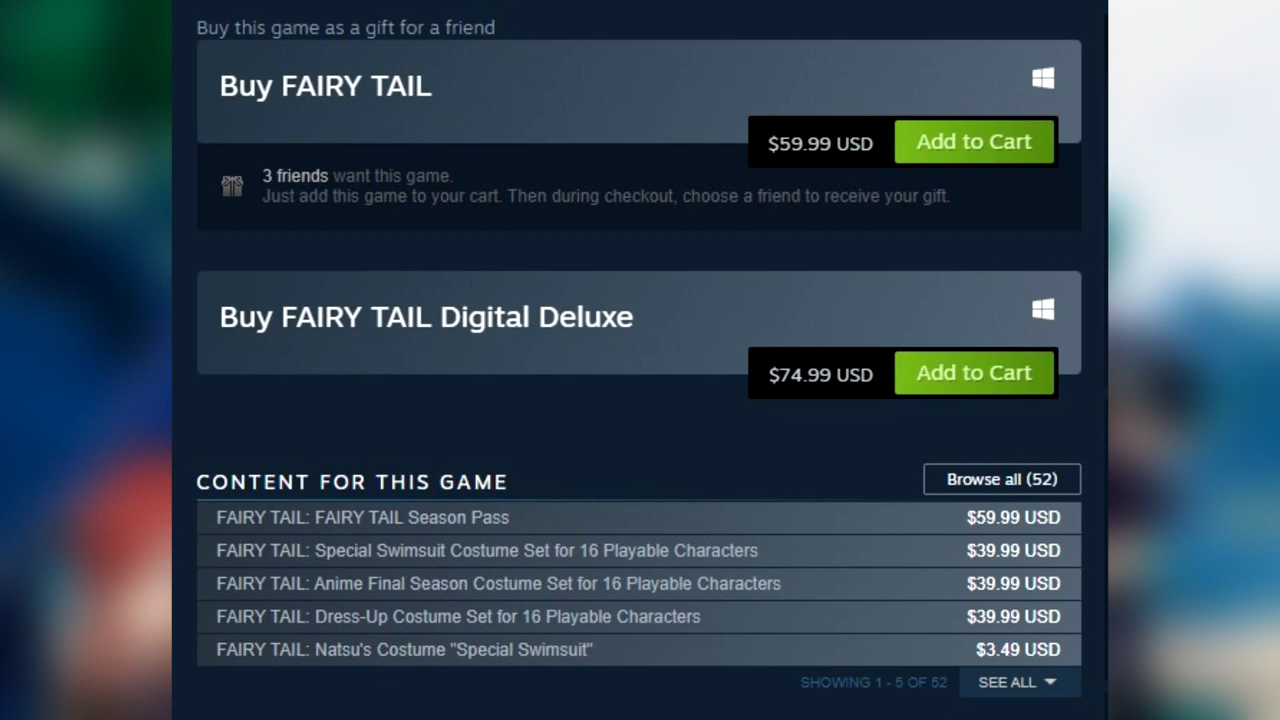 Buy this game as a gift for a friend
Buy FAIRY TAIL
$59.99 USD Add to Cart
3 friends want this game.
Just add this game to your cart. Then during checkout, choose a friend to receive your gift.
Buy FAIRY TAIL Digital Deluxe
$74.99 USD Add to Cart
CONTENT FOR THIS GAME Browse all (52)
FAIRY TAIL: FAIRY TAIL Season Pass $59.99 USD
FAIRY TAIL: Special Swimsuit Costume Set for 16 Playable Characters $39.99 USD
FAIRY TAIL: Anime Final Season Costume Set for 16 Playable Characters $39.99 USD
FAIRY TAIL: Dress-Up Costume Set for 16 Playable Characters $39.99 USD
FAIRY TAIL: Natsu's Costume "Special Swimsuit" $3.49 USD
SHOWING 1 - 5 OF 52 SEE ALL